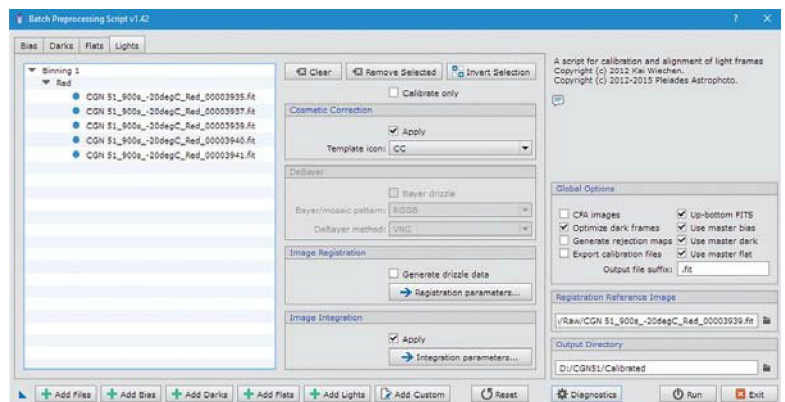 Batch Preprocessing Script v1.42
Bias Darks Flats Lights
Binning 1
Red
CGN 51_900s_-20degC_Red_00003935.fit
CGN 51_900s_-20degC_Red_00003937.fit
CGN 51_900s_-20degC_Red_00003939.fit
CGN 51_900s_-20degC_Red_00003940.fit
CGN 51_900s_-20degC_Red_00003941.fit
Clear Remove Selected Invert Selection
Calibrate only
Cosmetic Correction
Apply
Template icon: CC
DeBayer
Bayer drizzle
Bayer/mosaic pattern: RGGB
DeBayer method: VNG
Image Registration
Generate drizzle data
Registration parameters...
Image Integration
Apply
Integration parameters...
A script for calibration and alignment of light frames
Copyright (c) 2012 Kai Wiechen.
Copyright (c) 2012-2015 Pleiades Astrophoto.
Global Options
CFA images Up-bottom FITS
Optimize dark frames Use master bias
Generate rejection maps Use master dark
Export calibration files Use master flat
Output file suffix: .fit
Registration Reference Image
/Raw/CGN 51_900s_-20degC_Red_00003939.fit
Output Directory
D:/CGN51/Calibrated
Add Files Add Bias Add Darks Add Flats Add Lights Add Custom Reset Diagnostics Run Exit